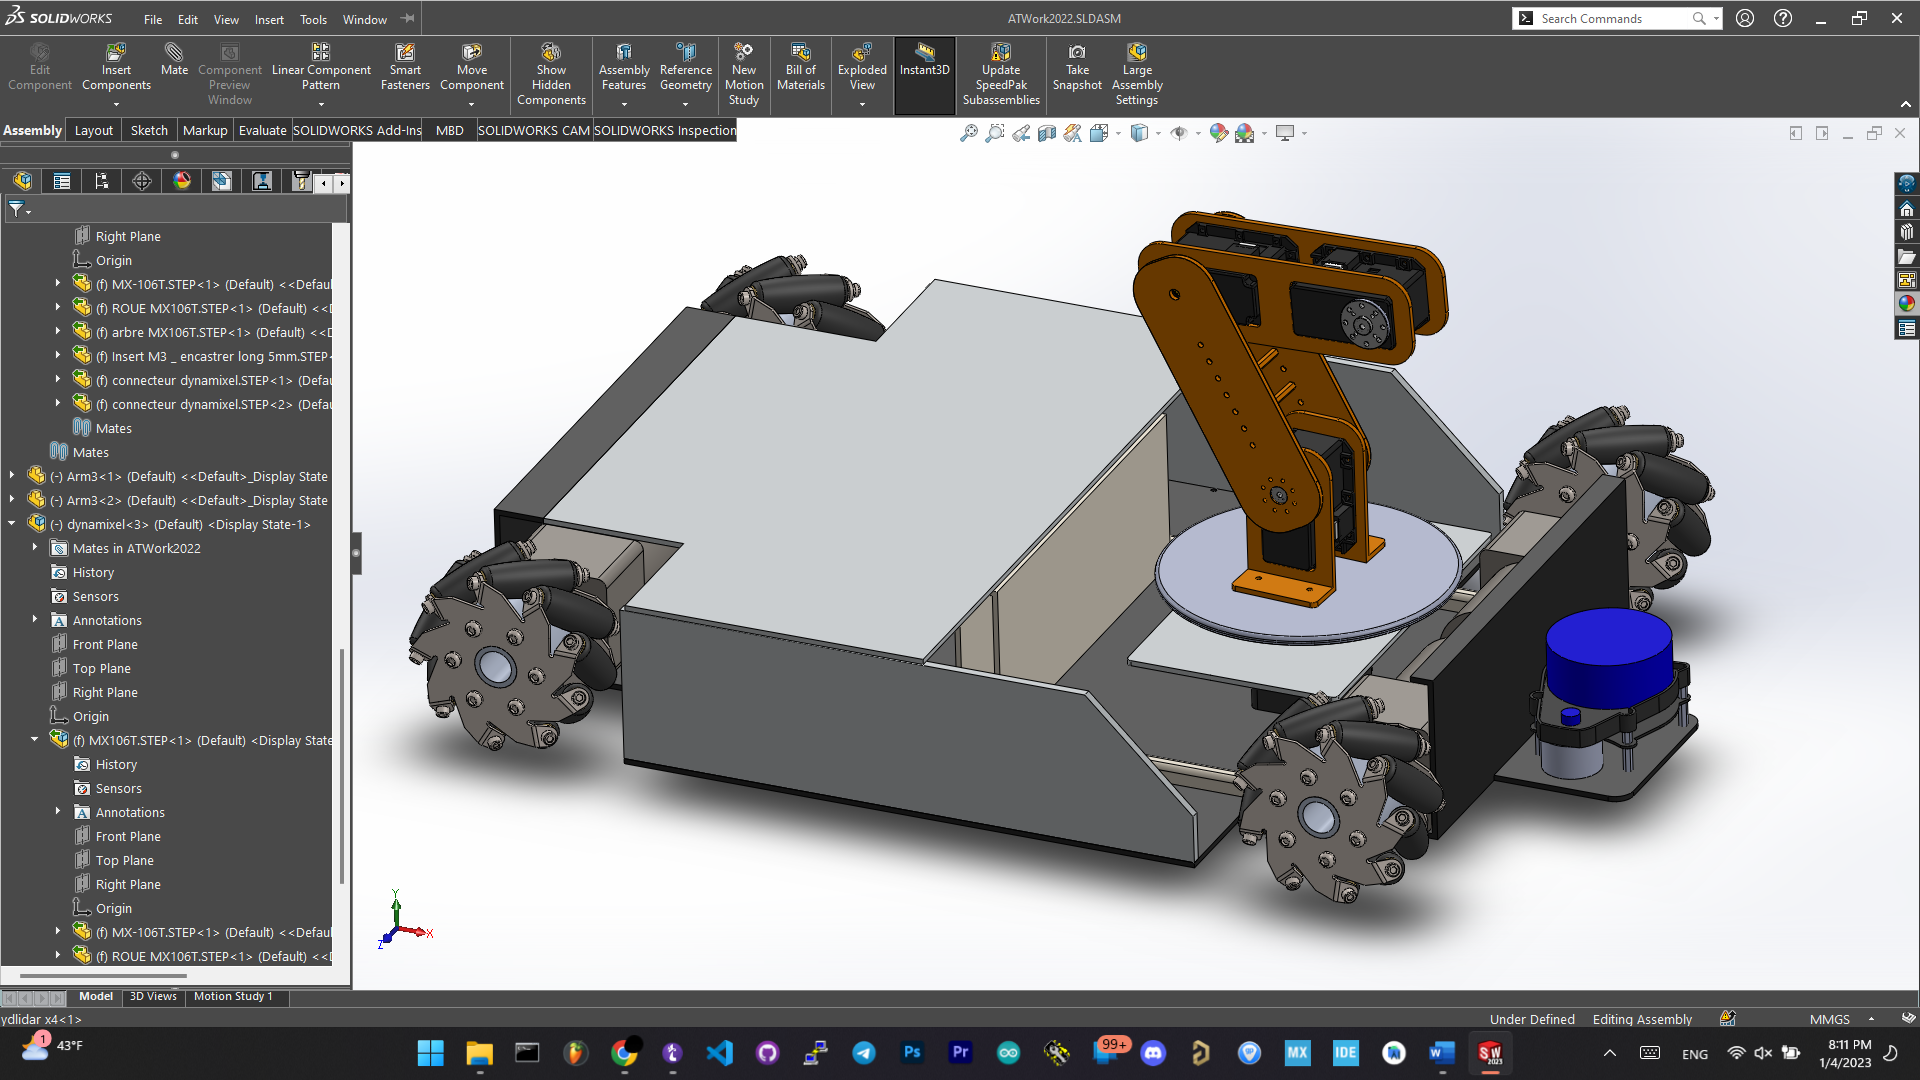 SOLIDWORKS File Edit View Insert Tools Window ATWork2022.SLDASM Search Commands
Edit Component
Insert Components
Mate
Component Preview Window
Linear Component Pattern
Smart Fasteners
Move Component
Show Hidden Components
Assembly Features
Reference Geometry
New Motion Study
Bill of Materials
Exploded View
Instant3D
Update SpeedPak Subassemblies
Take Snapshot
Large Assembly Settings
Assembly Layout Sketch Markup Evaluate SOLIDWORKS Add-Ins MBD SOLIDWORKS CAM SOLIDWORKS Inspection
Right Plane
Origin
(f) MX-106T.STEP<1> (Default) <<Defaul
(f) ROUE MX106T.STEP<1> (Default) <<D
(f) arbre MX106T.STEP<1> (Default) <<D
(f) Insert M3 _ encastrer long 5mm.STEP<
(f) connecteur dynamixel.STEP<1> (Defau
(f) connecteur dynamixel.STEP<2> (Defau
Mates
Mates
(-) Arm3<1> (Default) <<Default>_Display State
(-) Arm3<2> (Default) <<Default>_Display State
(-) dynamixel<3> (Default) <Display State-1>
Mates in ATWork2022
History
Sensors
Annotations
Front Plane
Top Plane
Right Plane
Origin
(f) MX106T.STEP<1> (Default) <Display State
History
Sensors
Annotations
Front Plane
Top Plane
Right Plane
Origin
(f) MX-106T.STEP<1> (Default) <<Defaul
(f) ROUE MX106T.STEP<1> (Default) <<D
Y
X
Z
Model 3D Views Motion Study 1
ydlidar x4<1> Under Defined Editing Assembly MMGS
1 43°F Ps Pr 99+ MX IDE W SW 2023 ENG 8:11 PM
1/4/2023